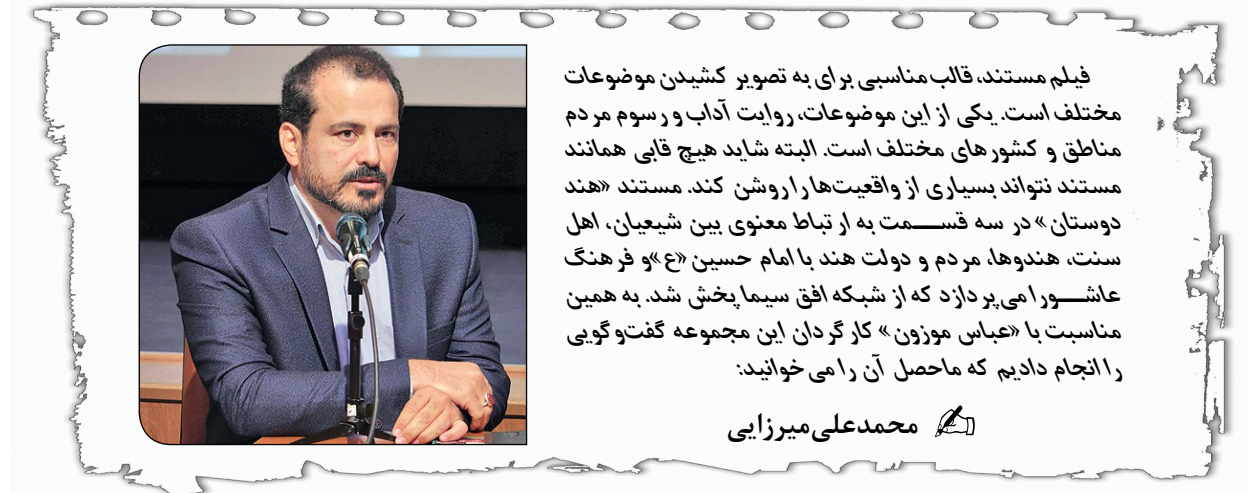 فیلم مستند، قالب مناسبی برای به تصویر کشیدن موضوعات
مختلف است. یکی از این موضوعات، روایت آداب و رسوم مردم
مناطق و کشورهای مختلف است. البته شاید هیچ قابی همانند
مستند نتواند بسیاری از واقعیت‌ها را روشن کند. مستند «هند
دوستان» در سه قسمت به ارتباط معنوی بین شیعیان، اهل
سنت، هندوها، مردم و دولت هند با امام حسین «ع» و فرهنگ
عاشورا می‌پردازد که از شبکه افق سیما پخش شد. به همین
مناسبت با «عباس موزون» کارگردان این مجموعه گفت‌وگویی
را انجام دادیم که ماحصل آن را می‌خوانید:
محمدعلی میرزایی